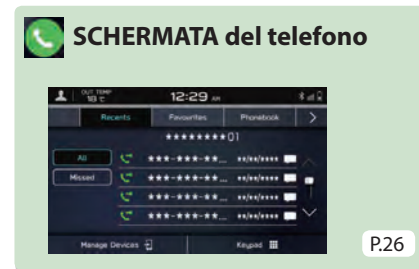 SCHERMATA del telefono
OUT TEMP
18 °C 12:29 AM
Recents Favourites Phonebook >
********01
All ***-***-**... **/**/****
Missed ***-***-**... **/**/****
***-***-**... **/**/****
***-***-**... **/**/****
Manage Devices Keypad
P.26